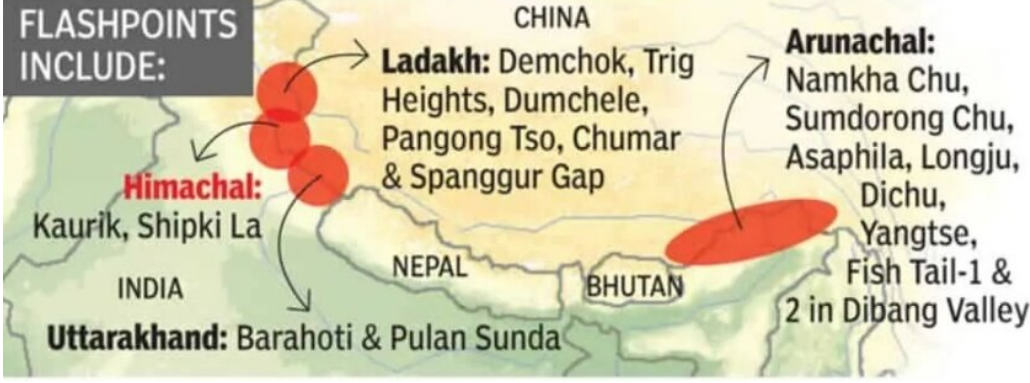 FLASHPOINTS
INCLUDE:
CHINA
Ladakh: Demchok, Trig
Heights, Dumchele,
Pangong Tso, Chumar
& Spanggur Gap
Arunachal:
Namkha Chu,
Sumdorong Chu,
Asaphila, Longju,
Dichu,
Yangtse,
Fish Tail-1 &
2 in Dibang Valley
Himachal:
Kaurik, Shipki La
NEPAL
BHUTAN
INDIA
Uttarakhand: Barahoti & Pulan Sunda